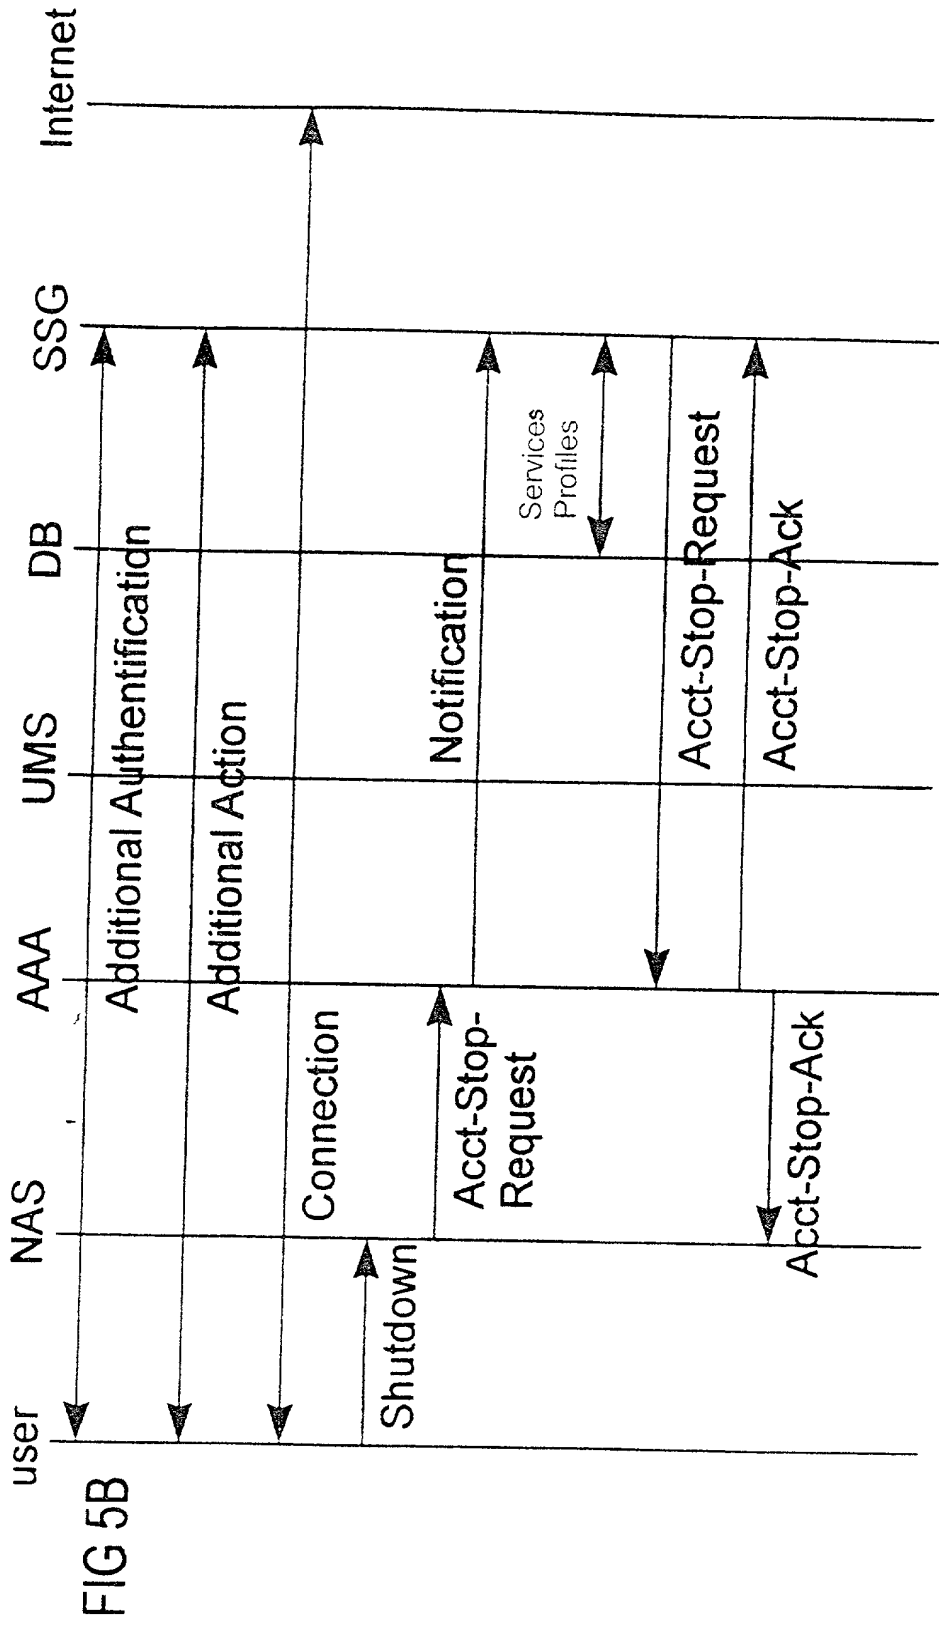 FIG 5B
user
NAS
AAA
UMS
DB
SSG
Internet
Additional Authentification
Additional Action
Connection
Shutdown
Acct-Stop-
Request
Notification
Services
Profiles
Acct-Stop-Request
Acct-Stop-Ack
Acct-Stop-Ack